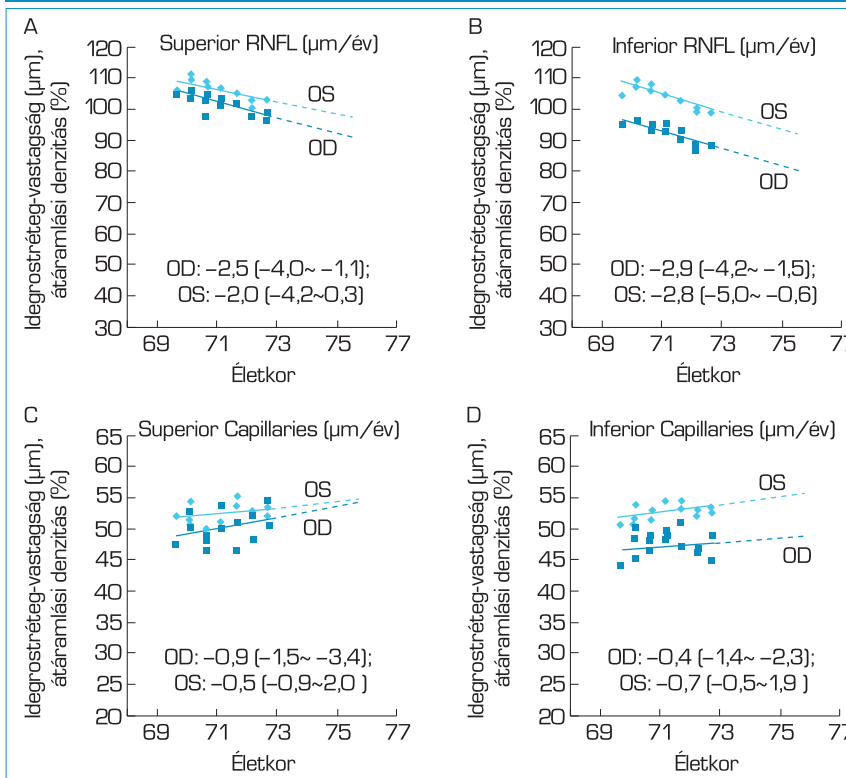 A
Superior RNFL (µm/év)
Idegrostréteg-vastagság (µm),
átáramlási denzitás (%)
120
110
100
90
80
70
60
50
40
30
OS
OD
OD: –2,5 (–4,0~ –1,1);
OS: –2,0 (–4,2~0,3)
69 71 73 75 77
Életkor
B
Inferior RNFL (µm/év)
Idegrostréteg-vastagság (µm),
átáramlási denzitás (%)
120
110
100
90
80
70
60
50
40
30
OS
OD
OD: –2,9 (–4,2~ –1,5);
OS: –2,8 (–5,0~ –0,6)
69 71 73 75 77
Életkor
C
Superior Capillaries (µm/év)
Idegrostréteg-vastagság (µm),
átáramlási denzitás (%)
65
60
55
50
45
40
35
30
25
20
OS
OD
OD: –0,9 (–1,5~ –3,4);
OS: –0,5 (–0,9~2,0 )
69 71 73 75 77
Életkor
D
Inferior Capillaries (µm/év)
Idegrostréteg-vastagság (µm),
átáramlási denzitás (%)
65
60
55
50
45
40
35
30
25
20
OS
OD
OD: –0,4 (–1,4~ –2,3);
OS: –0,7 (–0,5~1,9 )
69 71 73 75 77
Életkor